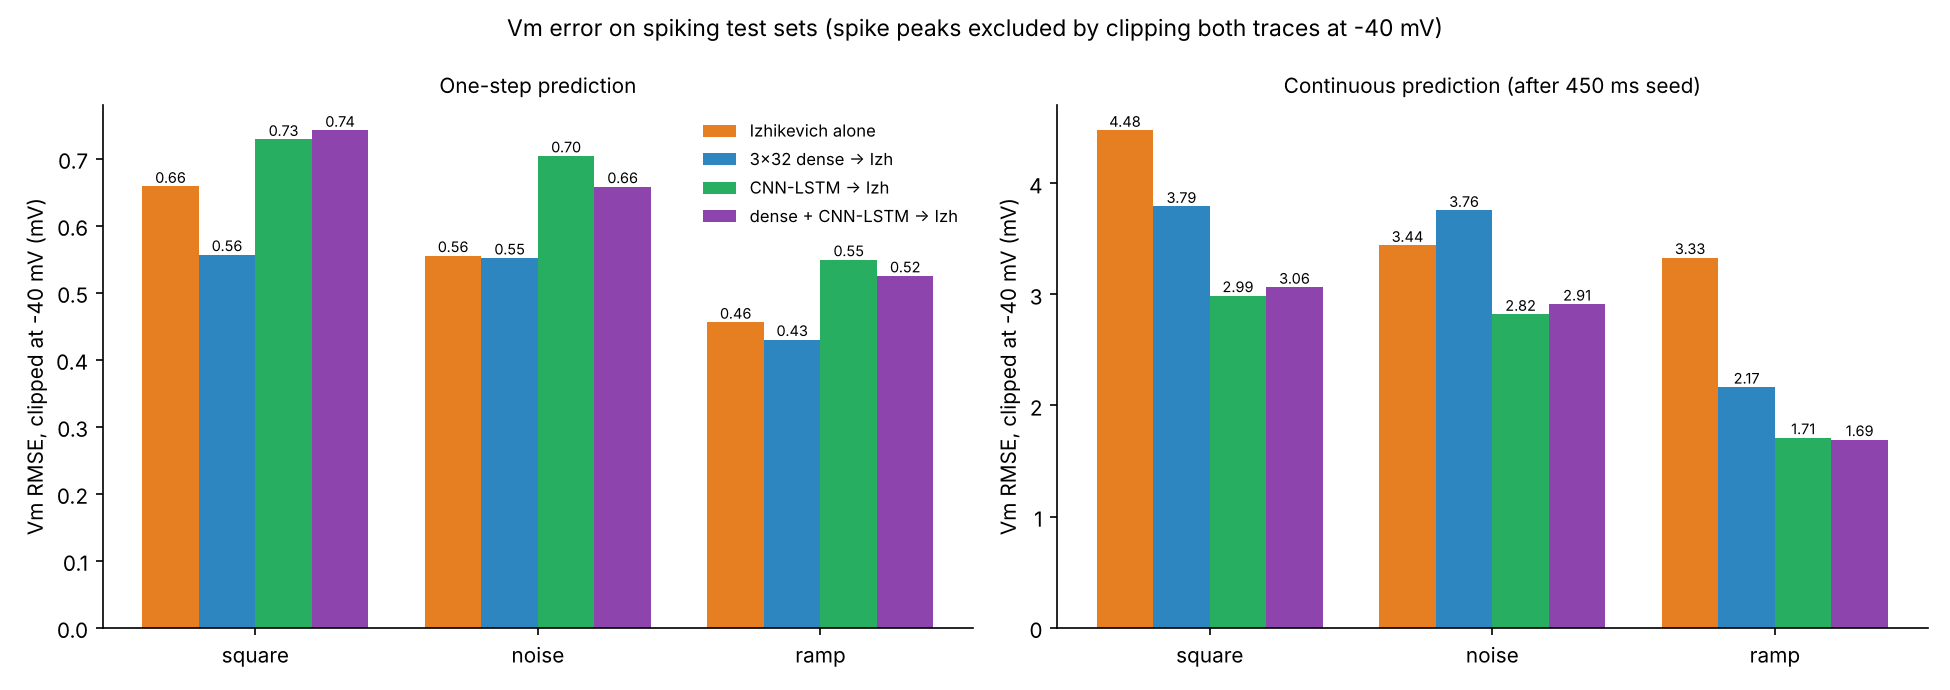 Vm error on spiking test sets (spike peaks excluded by clipping both traces at -40 mV)
One-step prediction
Vm RMSE, clipped at -40 mV (mV)
0.7
0.6
0.5
0.4
0.3
0.2
0.1
0.0
0.66
0.56
0.73
0.74
0.56
0.55
0.70
0.66
0.46
0.43
0.55
0.52
Izhikevich alone
3×32 dense → Izh
CNN-LSTM → Izh
dense + CNN-LSTM → Izh
square
noise
ramp
Continuous prediction (after 450 ms seed)
Vm RMSE, clipped at -40 mV (mV)
4
3
2
1
0
4.48
3.79
2.99
3.06
3.44
3.76
2.82
2.91
3.33
2.17
1.71
1.69
square
noise
ramp